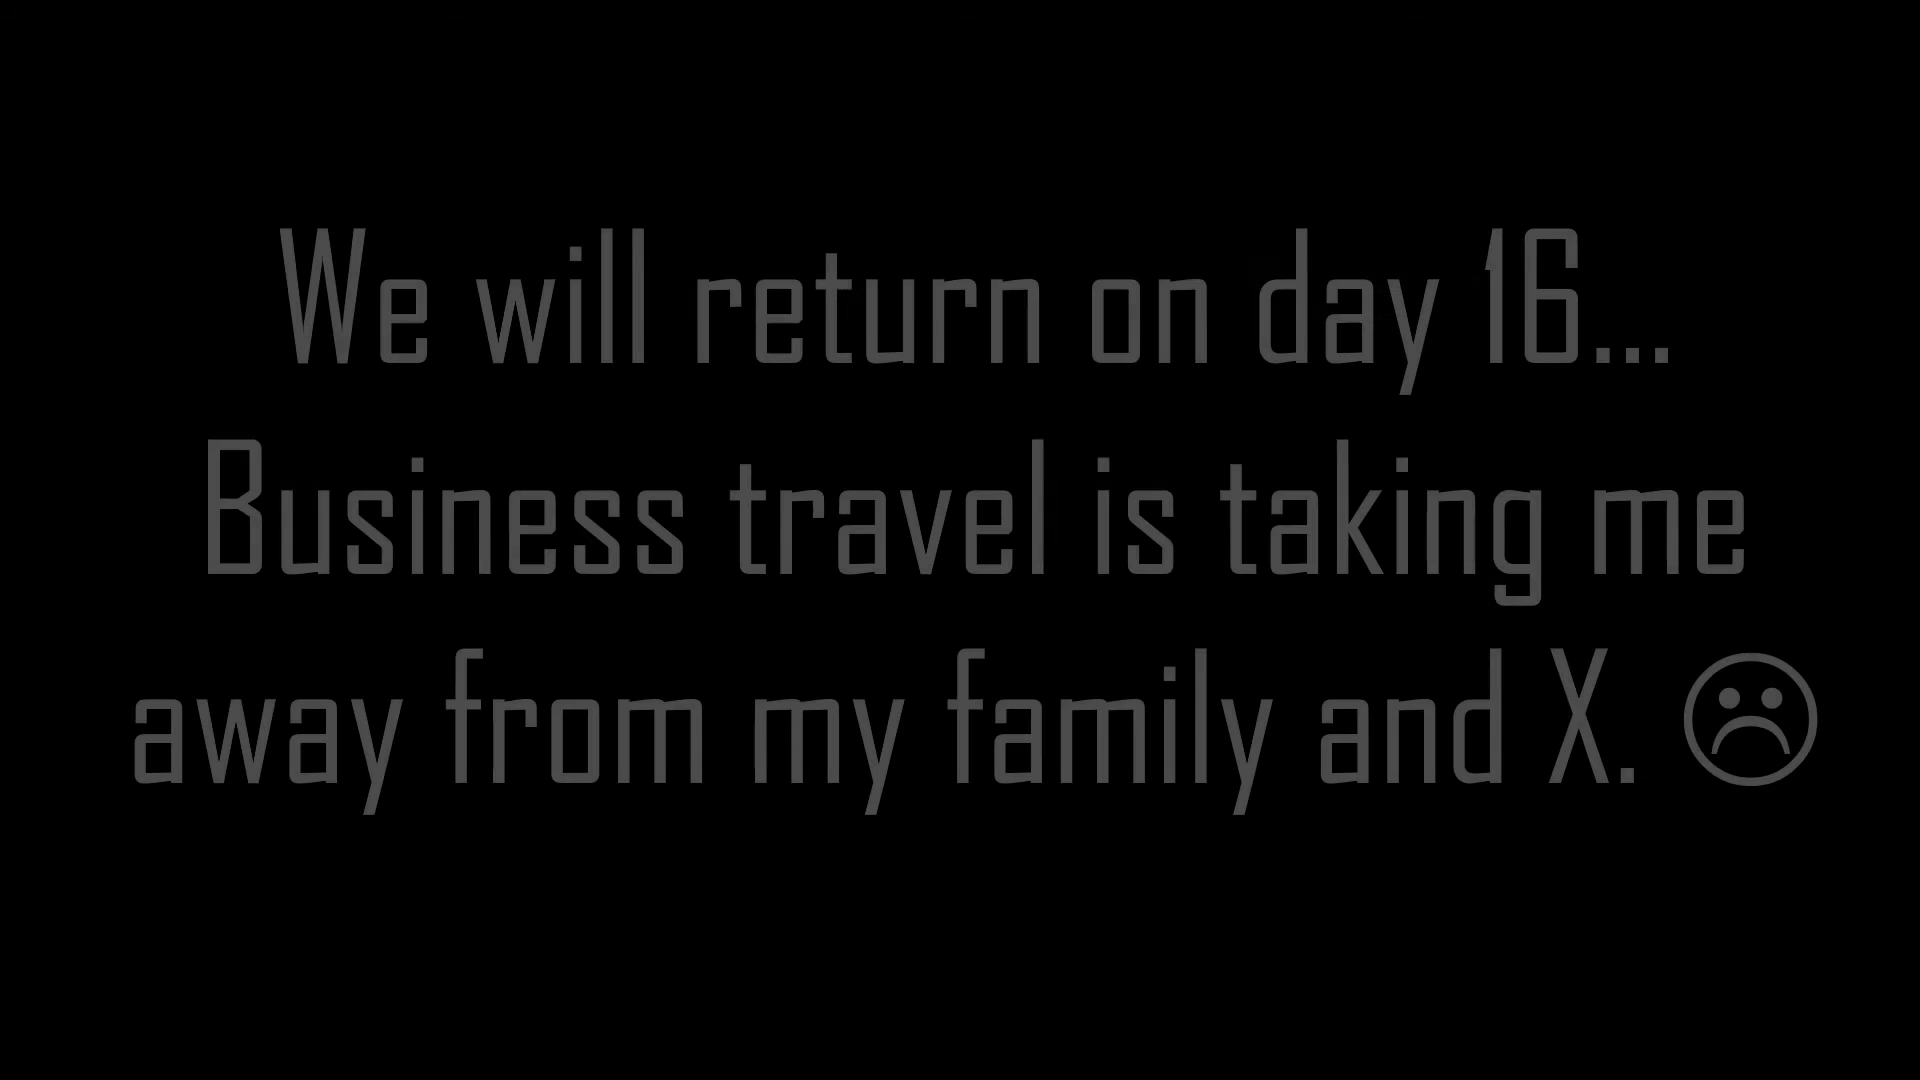 We will return on day 16...
Business travel is taking me
away from my family and X. ☹